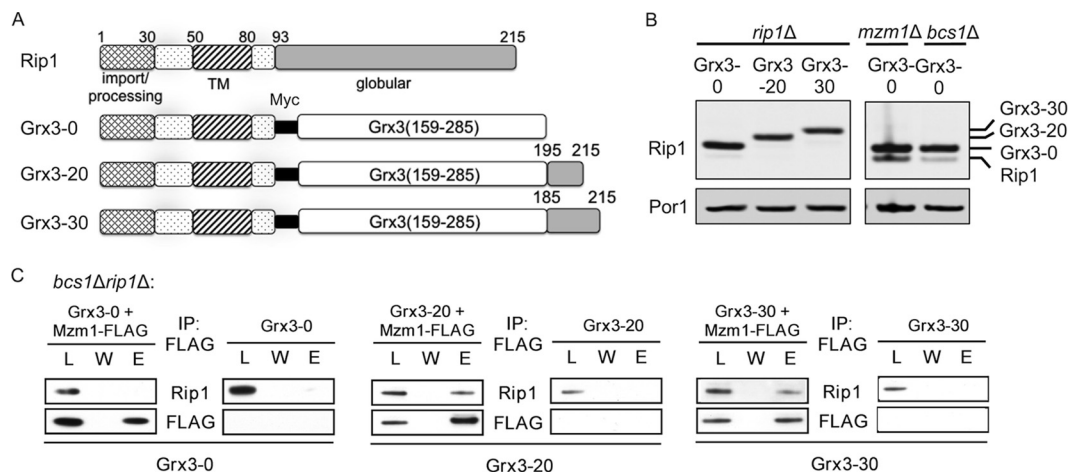 A
1 30 50 80 93 215
Rip1
import/
processing
TM
globular
Myc
Grx3-0
Grx3(159-285)
195 215
Grx3-20
Grx3(159-285)
185 215
Grx3-30
Grx3(159-285)
B
rip1Δ
mzm1Δ bcs1Δ
Grx3- Grx3 Grx3-
0 -20 30
Grx3- Grx3-
0 0
Rip1
Grx3-30
Grx3-20
Grx3-0
Rip1
Por1
C
bcs1Δrip1Δ:
Grx3-0 +
Mzm1-FLAG
IP:
FLAG
Grx3-0
L W E
L W E
Rip1
FLAG
Grx3-0
Grx3-20 +
Mzm1-FLAG
IP:
FLAG
Grx3-20
L W E
L W E
Rip1
FLAG
Grx3-20
Grx3-30 +
Mzm1-FLAG
IP:
FLAG
Grx3-30
L W E
L W E
Rip1
FLAG
Grx3-30